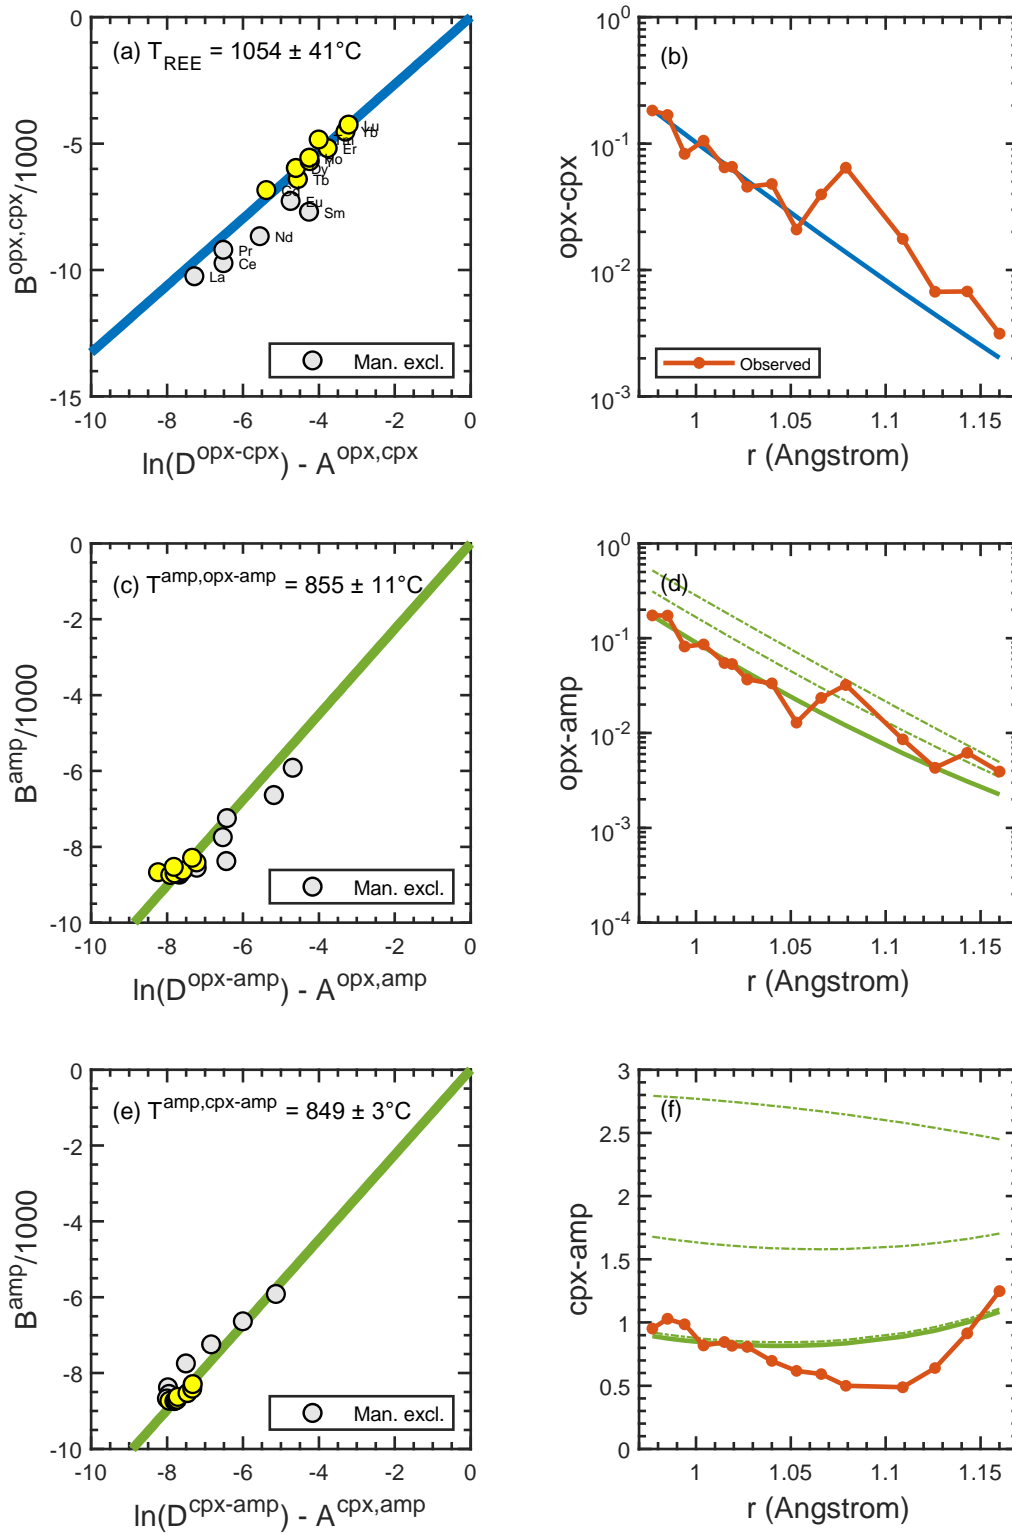 (a) T_REE = 1054 ± 41°C
0
-5
-10
-15
B^opx,cpx/1000
Lu
Yb
Er
Ho
Dy
Tb
Gd
Eu
Sm
Nd
Pr
Ce
La
Man. excl.
-10 -8 -6 -4 -2 0
ln(D^opx-cpx) - A^opx,cpx
(b)
10^0
10^-1
10^-2
10^-3
opx-cpx
Observed
1 1.05 1.1 1.15
r (Angstrom)
(c) T^amp,opx-amp = 855 ± 11°C
0
-2
-4
-6
-8
-10
B^amp/1000
Man. excl.
-10 -8 -6 -4 -2 0
ln(D^opx-amp) - A^opx,amp
(d)
10^0
10^-1
10^-2
10^-3
10^-4
opx-amp
1 1.05 1.1 1.15
r (Angstrom)
(e) T^amp,cpx-amp = 849 ± 3°C
0
-2
-4
-6
-8
-10
B^amp/1000
Man. excl.
-10 -8 -6 -4 -2 0
ln(D^cpx-amp) - A^cpx,amp
(f)
3
2.5
2
1.5
1
0.5
0
cpx-amp
1 1.05 1.1 1.15
r (Angstrom)